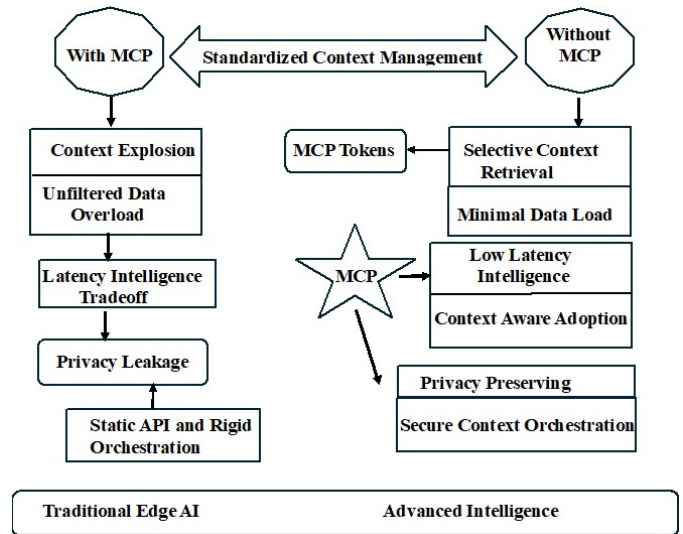 With MCP
Standardized Context Management
Without
MCP
Context Explosion
Unfiltered Data
Overload
Latency Intelligence
Tradeoff
Privacy Leakage
Static API and Rigid
Orchestration
MCP Tokens
Selective Context
Retrieval
Minimal Data Load
MCP
Low Latency
Intelligence
Context Aware Adoption
Privacy Preserving
Secure Context Orchestration
Traditional Edge AI
Advanced Intelligence